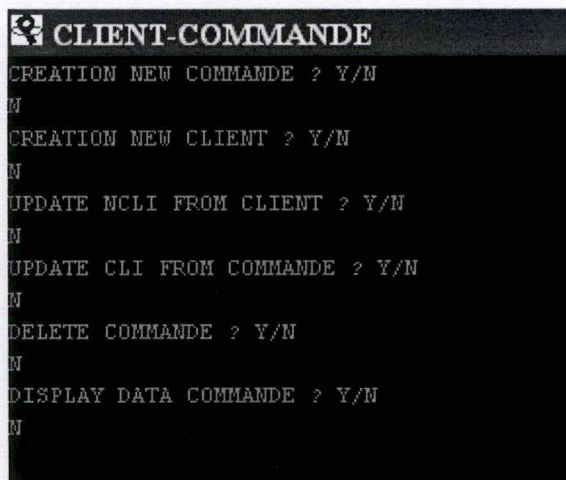 CLIENT-COMMANDE
CREATION NEW COMMANDE ? Y/N
N
CREATION NEW CLIENT ? Y/N
N
UPDATE NCLI FROM CLIENT ? Y/N
N
UPDATE CLI FROM COMMANDE ? Y/N
N
DELETE COMMANDE ? Y/N
N
DISPLAY DATA COMMANDE ? Y/N
N